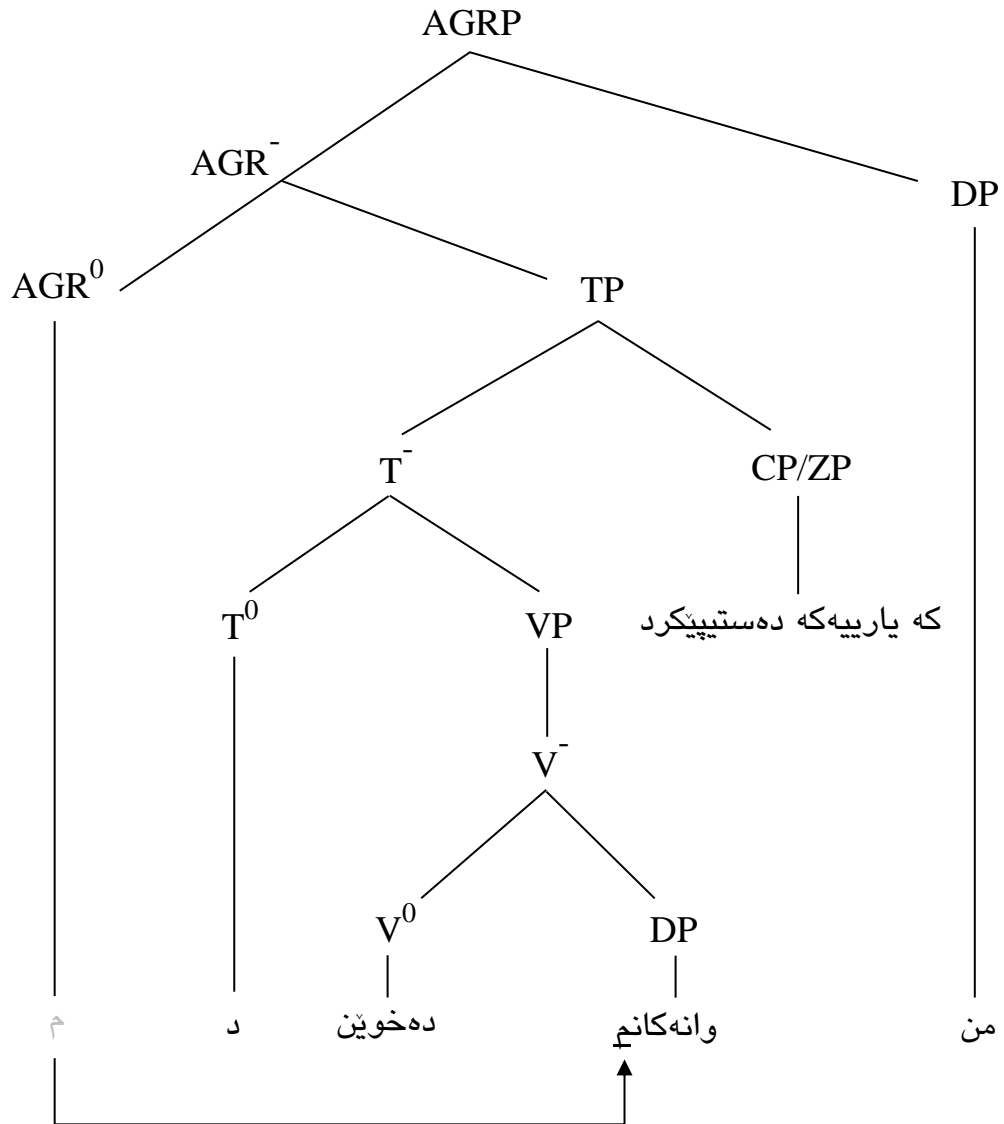 AGRP
AGR⁻
DP
AGR⁰ TP
T⁻ CP/ZP
T⁰ VP کە یارییەکە دەستیپێکرد
V⁻
V⁰ DP
من وانەکانم دەخوێن د م